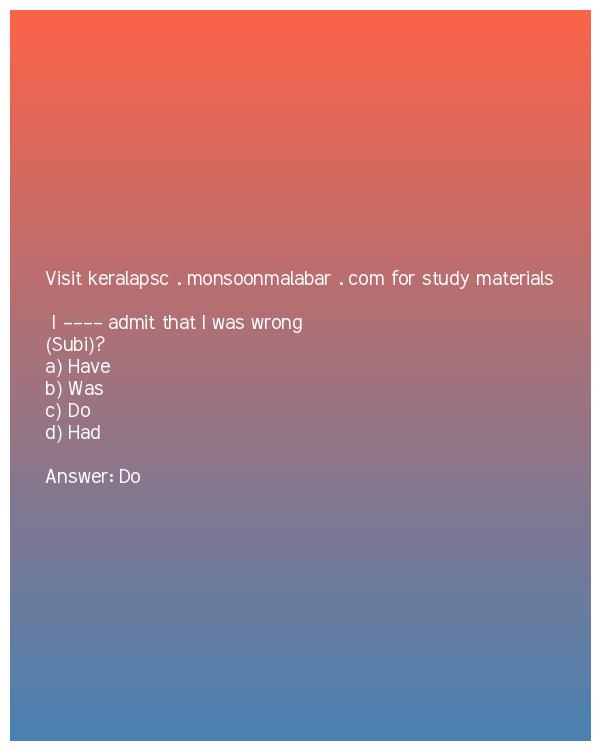 Visit keralapsc . monsoonmalabar . com for study materials
I ---- admit that I was wrong
(Subi)?
a) Have
b) Was
c) Do
d) Had
Answer: Do